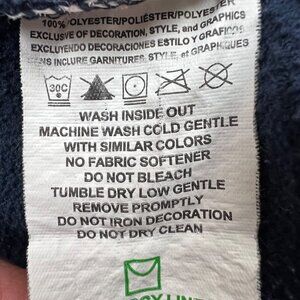 100% POLYESTER/POLIÉSTER/POLYESTER
EXCLUSIVE OF DECORATION, STYLE, and GRAPHICS
EXCLUYENDO DECORACIONES ESTILO Y GRAFICOS
SANS INCLURE GARNITURES, STYLE, et GRAPHIQUES
30C
WASH INSIDE OUT
MACHINE WASH COLD GENTLE
WITH SIMILAR COLORS
NO FABRIC SOFTENER
DO NOT BLEACH
TUMBLE DRY LOW GENTLE
REMOVE PROMPTLY
DO NOT IRON DECORATION
DO NOT DRY CLEAN